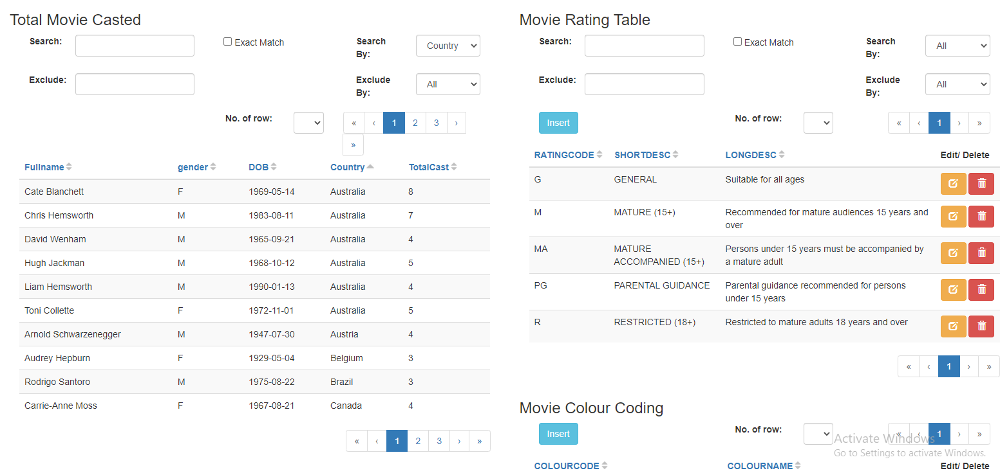 Total Movie Casted
Search:
Exact Match
Search By:
Country
Exclude:
Exclude By:
All
No. of row:
« ‹ 1 2 3 ›
»
Fullname gender DOB Country TotalCast
Cate Blanchett F 1969-05-14 Australia 8
Chris Hemsworth M 1983-08-11 Australia 7
David Wenham M 1965-09-21 Australia 4
Hugh Jackman M 1968-10-12 Australia 5
Liam Hemsworth M 1990-01-13 Australia 4
Toni Collette F 1972-11-01 Australia 5
Arnold Schwarzenegger M 1947-07-30 Austria 4
Audrey Hepburn F 1929-05-04 Belgium 3
Rodrigo Santoro M 1975-08-22 Brazil 3
Carrie-Anne Moss F 1967-08-21 Canada 4
« ‹ 1 2 3 › »
Movie Rating Table
Search:
Exact Match
Search By:
All
Exclude:
Exclude By:
All
Insert
No. of row:
« ‹ 1 › »
RATINGCODE SHORTDESC LONGDESC Edit/ Delete
G GENERAL Suitable for all ages
M MATURE (15+) Recommended for mature audiences 15 years and
over
MA MATURE Persons under 15 years must be accompanied by
ACCOMPANIED (15+) a mature adult
PG PARENTAL GUIDANCE Parental guidance recommended for persons
under 15 years
R RESTRICTED (18+) Restricted to mature adults 18 years and over
« ‹ 1 › »
Movie Colour Coding
Insert
No. of row:
« ‹ 1 › »
Activate Windows
Go to Settings to activate Windows.
COLOURCODE COLOURNAME Edit/ Delete